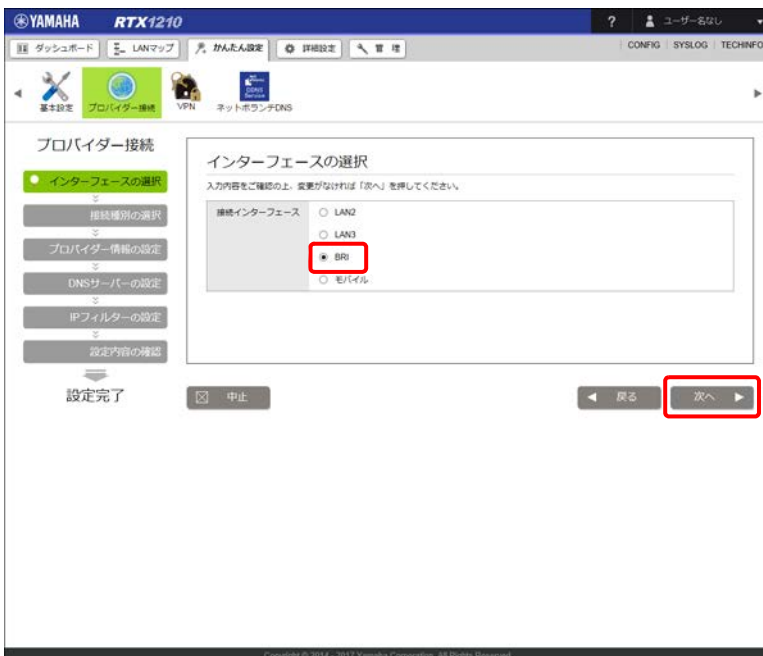 YAMAHA RTX1210 ? ユーザー名なし
ダッシュボード LANマップ かんたん設定 詳細設定 管理 CONFIG SYSLOG TECHINFO
基本設定 プロバイダー接続 VPN ネットボランチDNS
プロバイダー接続
インターフェースの選択
接続種別の選択
プロバイダー情報の設定
DNSサーバーの設定
IPフィルターの設定
設定内容の確認
設定完了
インターフェースの選択
入力内容をご確認の上、変更がなければ「次へ」を押してください。
接続インターフェース LAN2
LAN3
BRI
モバイル
中止 戻る 次へ
Copyright © 2014 - 2017 Yamaha Corporation. All Rights Reserved.